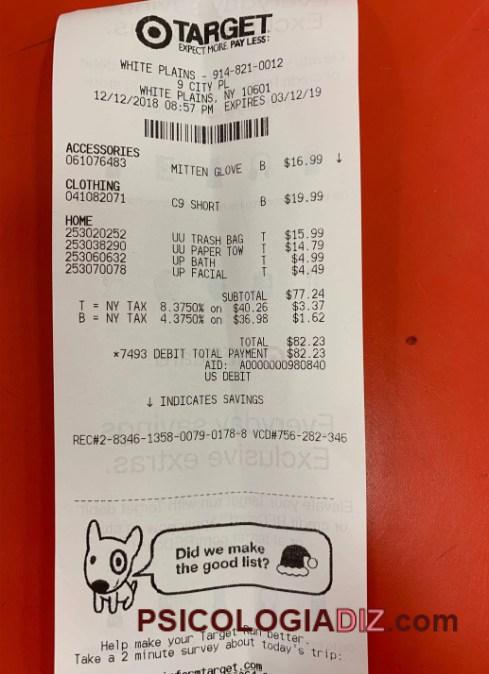 TARGET
EXPECT MORE. PAY LESS.
WHITE PLAINS - 914-821-0012
9 CITY PL
WHITE PLAINS, NY 10601
12/12/2018 08:57 PM EXPIRES 03/12/19
ACCESSORIES
061076483 MITTEN GLOVE B $16.99 ↓
CLOTHING
041082071 C9 SHORT B $19.99
HOME
253020252 UU TRASH BAG T $15.99
253038290 UU PAPER TOW T $14.79
253060632 UP BATH T $4.99
253070078 UP FACIAL T $4.49
SUBTOTAL $77.24
T = NY TAX 8.3750% on $40.26 $3.37
B = NY TAX 4.3750% on $36.98 $1.62
TOTAL $82.23
*7493 DEBIT TOTAL PAYMENT $82.23
AID: A0000000980840
US DEBIT
↓ INDICATES SAVINGS
REC#2-8346-1358-0079-0178-8 VCD#756-282-346
Did we make
the good list?
PSICOLOGIADIZ.com
Help make your Target Run better.
Take a 2 minute survey about today's trip:
informtarget.com